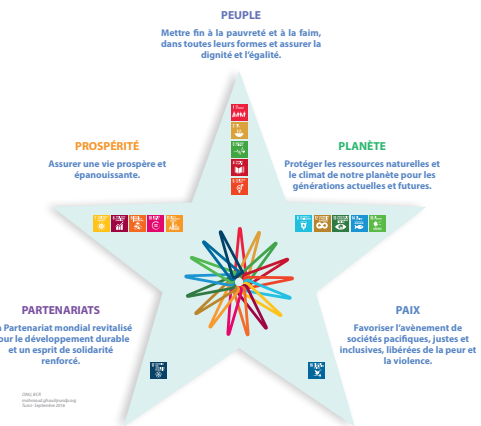 PEUPLE
Mettre fin à la pauvreté et à la faim,
dans toutes leurs formes et assurer la
dignité et l'égalité.
PROSPÉRITÉ
Assurer une vie prospère et
épanouissante.
PLANÈTE
Protéger les ressources naturelles et
le climat de notre planète pour les
générations actuelles et futures.
PARTENARIATS
Partenariat mondial revitalisé
pour le développement durable
et un esprit de solidarité
renforcé.
PAIX
Favoriser l'avènement de
sociétés pacifiques, justes et
inclusives, libérées de la peur et
la violence.